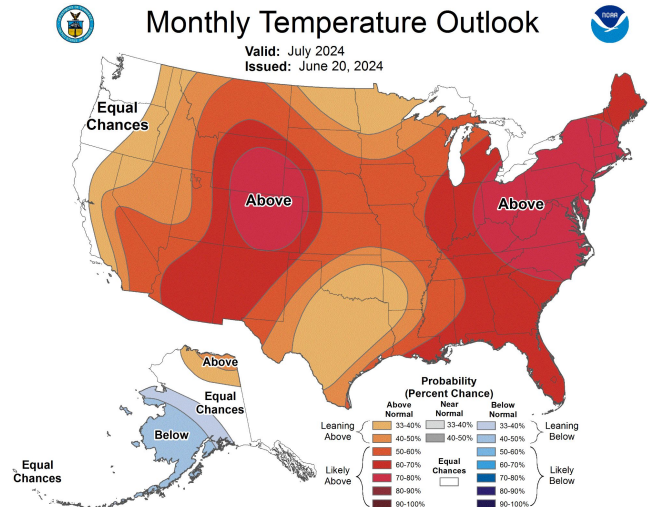 Monthly Temperature Outlook
Valid: July 2024
Issued: June 20, 2024
NOAA
Equal
Chances
Above
Above
Above
Equal
Chances
Below
Equal
Chances
Probability
(Percent Chance)
Above
Normal
Near
Normal
Below
Normal
Leaning
Above
33-40%
40-50%
33-40%
40-50%
33-40%
40-50%
Leaning
Below
Likely
Above
50-60%
60-70%
70-80%
80-90%
90-100%
Equal
Chances
50-60%
60-70%
70-80%
80-90%
90-100%
Likely
Below